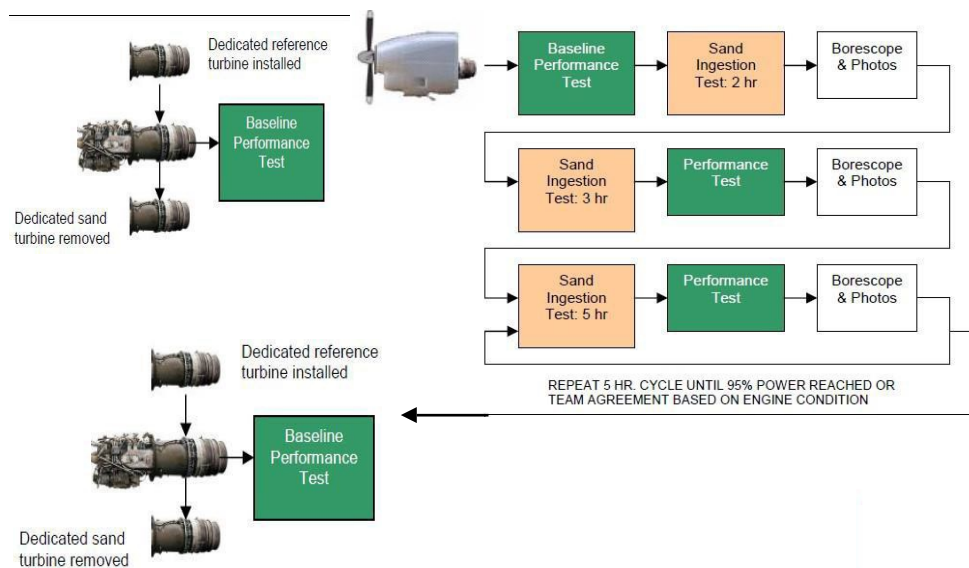 Dedicated reference
turbine installed
Baseline
Performance
Test
Dedicated sand
turbine removed
Baseline
Performance
Test
Sand
Ingestion
Test: 2 hr
Borescope
& Photos
Sand
Ingestion
Test: 3 hr
Performance
Test
Borescope
& Photos
Sand
Ingestion
Test: 5 hr
Performance
Test
Borescope
& Photos
REPEAT 5 HR. CYCLE UNTIL 95% POWER REACHED OR
TEAM AGREEMENT BASED ON ENGINE CONDITION
Dedicated reference
turbine installed
Baseline
Performance
Test
Dedicated sand
turbine removed